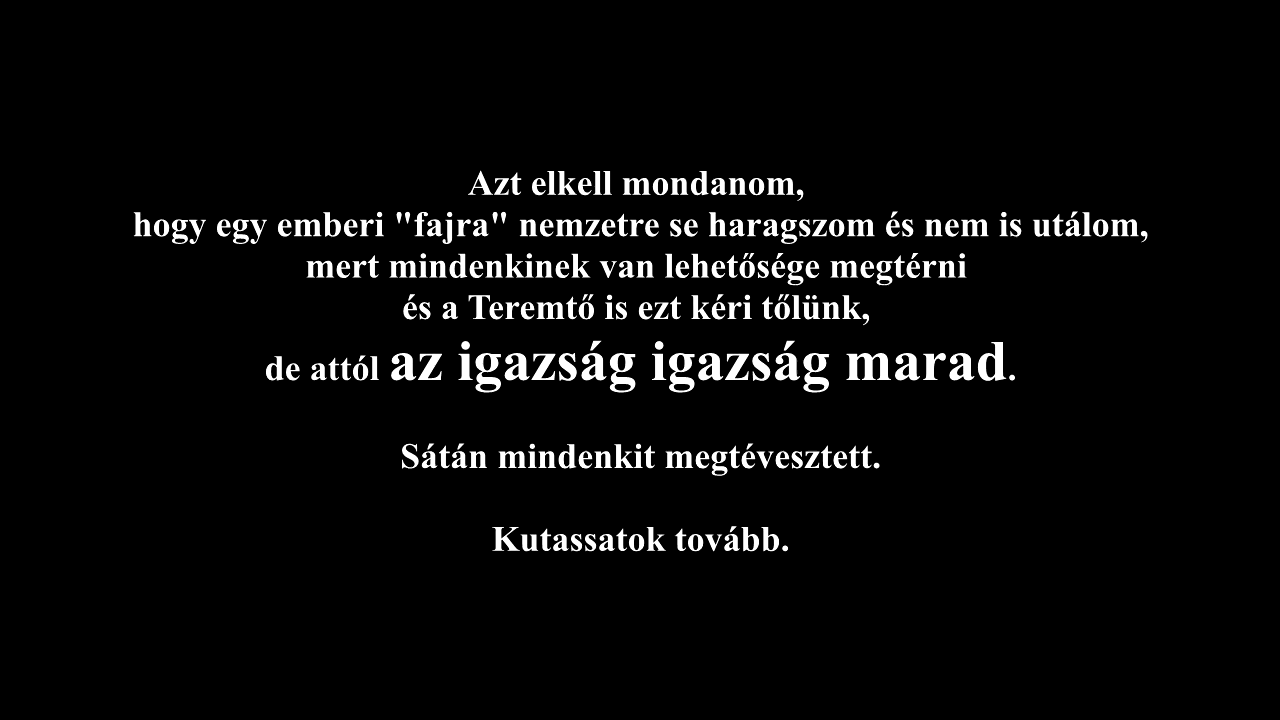 Azt elkell mondanom,
hogy egy emberi "fajra" nemzetre se haragszom és nem is utálom,
mert mindenkinek van lehetősége megtérni
és a Teremtő is ezt kéri tőlünk,
de attól az igazság igazság marad.
Sátán mindenkit megtévesztett.
Kutassatok tovább.